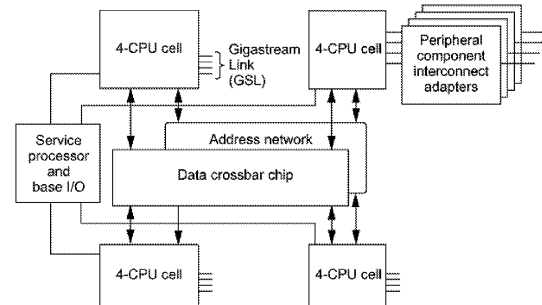 4-CPU cell
Gigastream
Link
(GSL)
4-CPU cell
Peripheral
component
interconnect
adapters
Service
processor
and
base I/O
Address network
Data crossbar chip
4-CPU cell
4-CPU cell